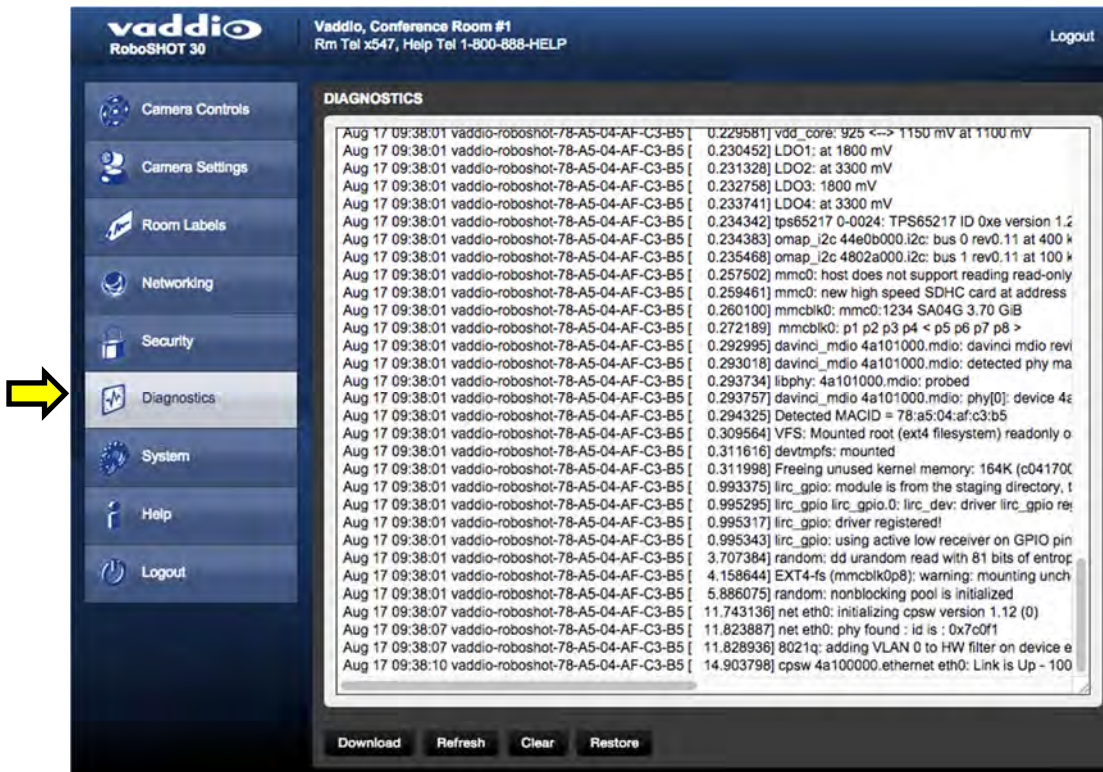 vaddio
RoboSHOT 30
Vaddio, Conference Room #1
Rm Tel x547, Help Tel 1-800-888-HELP
Logout
Camera Controls
Camera Settings
Room Labels
Networking
Security
Diagnostics
System
Help
Logout
DIAGNOSTICS
Aug 17 09:38:01 vaddio-roboshot-78-A5-04-AF-C3-B5 [ 0.229581] vdd_core: 925 <--> 1150 mV at 1100 mV
Aug 17 09:38:01 vaddio-roboshot-78-A5-04-AF-C3-B5 [ 0.230452] LDO1: at 1800 mV
Aug 17 09:38:01 vaddio-roboshot-78-A5-04-AF-C3-B5 [ 0.231328] LDO2: at 3300 mV
Aug 17 09:38:01 vaddio-roboshot-78-A5-04-AF-C3-B5 [ 0.232758] LDO3: 1800 mV
Aug 17 09:38:01 vaddio-roboshot-78-A5-04-AF-C3-B5 [ 0.233741] LDO4: at 3300 mV
Aug 17 09:38:01 vaddio-roboshot-78-A5-04-AF-C3-B5 [ 0.234342] tps65217 0-0024: TPS65217 ID 0xe version 1.2
Aug 17 09:38:01 vaddio-roboshot-78-A5-04-AF-C3-B5 [ 0.234383] omap_i2c 44e0b000.i2c: bus 0 rev0.11 at 400 k
Aug 17 09:38:01 vaddio-roboshot-78-A5-04-AF-C3-B5 [ 0.235468] omap_i2c 4802a000.i2c: bus 1 rev0.11 at 100 k
Aug 17 09:38:01 vaddio-roboshot-78-A5-04-AF-C3-B5 [ 0.257502] mmc0: host does not support reading read-only
Aug 17 09:38:01 vaddio-roboshot-78-A5-04-AF-C3-B5 [ 0.259461] mmc0: new high speed SDHC card at address
Aug 17 09:38:01 vaddio-roboshot-78-A5-04-AF-C3-B5 [ 0.260100] mmcblk0: mmc0:1234 SA04G 3.70 GiB
Aug 17 09:38:01 vaddio-roboshot-78-A5-04-AF-C3-B5 [ 0.272189] mmcblk0: p1 p2 p3 p4 < p5 p6 p7 p8 >
Aug 17 09:38:01 vaddio-roboshot-78-A5-04-AF-C3-B5 [ 0.292995] davinci_mdio 4a101000.mdio: davinci mdio revi
Aug 17 09:38:01 vaddio-roboshot-78-A5-04-AF-C3-B5 [ 0.293018] davinci_mdio 4a101000.mdio: detected phy ma
Aug 17 09:38:01 vaddio-roboshot-78-A5-04-AF-C3-B5 [ 0.293734] libphy: 4a101000.mdio: probed
Aug 17 09:38:01 vaddio-roboshot-78-A5-04-AF-C3-B5 [ 0.293757] davinci_mdio 4a101000.mdio: phy[0]: device 4a
Aug 17 09:38:01 vaddio-roboshot-78-A5-04-AF-C3-B5 [ 0.294325] Detected MACID = 78:a5:04:af:c3:b5
Aug 17 09:38:01 vaddio-roboshot-78-A5-04-AF-C3-B5 [ 0.309564] VFS: Mounted root (ext4 filesystem) readonly o
Aug 17 09:38:01 vaddio-roboshot-78-A5-04-AF-C3-B5 [ 0.311616] devtmpfs: mounted
Aug 17 09:38:01 vaddio-roboshot-78-A5-04-AF-C3-B5 [ 0.311998] Freeing unused kernel memory: 164K (c041700
Aug 17 09:38:01 vaddio-roboshot-78-A5-04-AF-C3-B5 [ 0.993375] lirc_gpio: module is from the staging directory, t
Aug 17 09:38:01 vaddio-roboshot-78-A5-04-AF-C3-B5 [ 0.995295] lirc_gpio lirc_gpio.0: lirc_dev: driver lirc_gpio reg
Aug 17 09:38:01 vaddio-roboshot-78-A5-04-AF-C3-B5 [ 0.995317] lirc_gpio: driver registered!
Aug 17 09:38:01 vaddio-roboshot-78-A5-04-AF-C3-B5 [ 0.995343] lirc_gpio: using active low receiver on GPIO pin
Aug 17 09:38:01 vaddio-roboshot-78-A5-04-AF-C3-B5 [ 3.707384] random: dd urandom read with 81 bits of entrop
Aug 17 09:38:01 vaddio-roboshot-78-A5-04-AF-C3-B5 [ 4.158644] EXT4-fs (mmcblk0p8): warning: mounting unch
Aug 17 09:38:01 vaddio-roboshot-78-A5-04-AF-C3-B5 [ 5.886075] random: nonblocking pool is initialized
Aug 17 09:38:07 vaddio-roboshot-78-A5-04-AF-C3-B5 [ 11.743136] net eth0: initializing cpsw version 1.12 (0)
Aug 17 09:38:07 vaddio-roboshot-78-A5-04-AF-C3-B5 [ 11.823887] net eth0: phy found : id is : 0x7c0f1
Aug 17 09:38:07 vaddio-roboshot-78-A5-04-AF-C3-B5 [ 11.828936] 8021q: adding VLAN 0 to HW filter on device e
Aug 17 09:38:10 vaddio-roboshot-78-A5-04-AF-C3-B5 [ 14.903798] cpsw 4a100000.ethernet eth0: Link is Up - 100
Download
Refresh
Clear
Restore